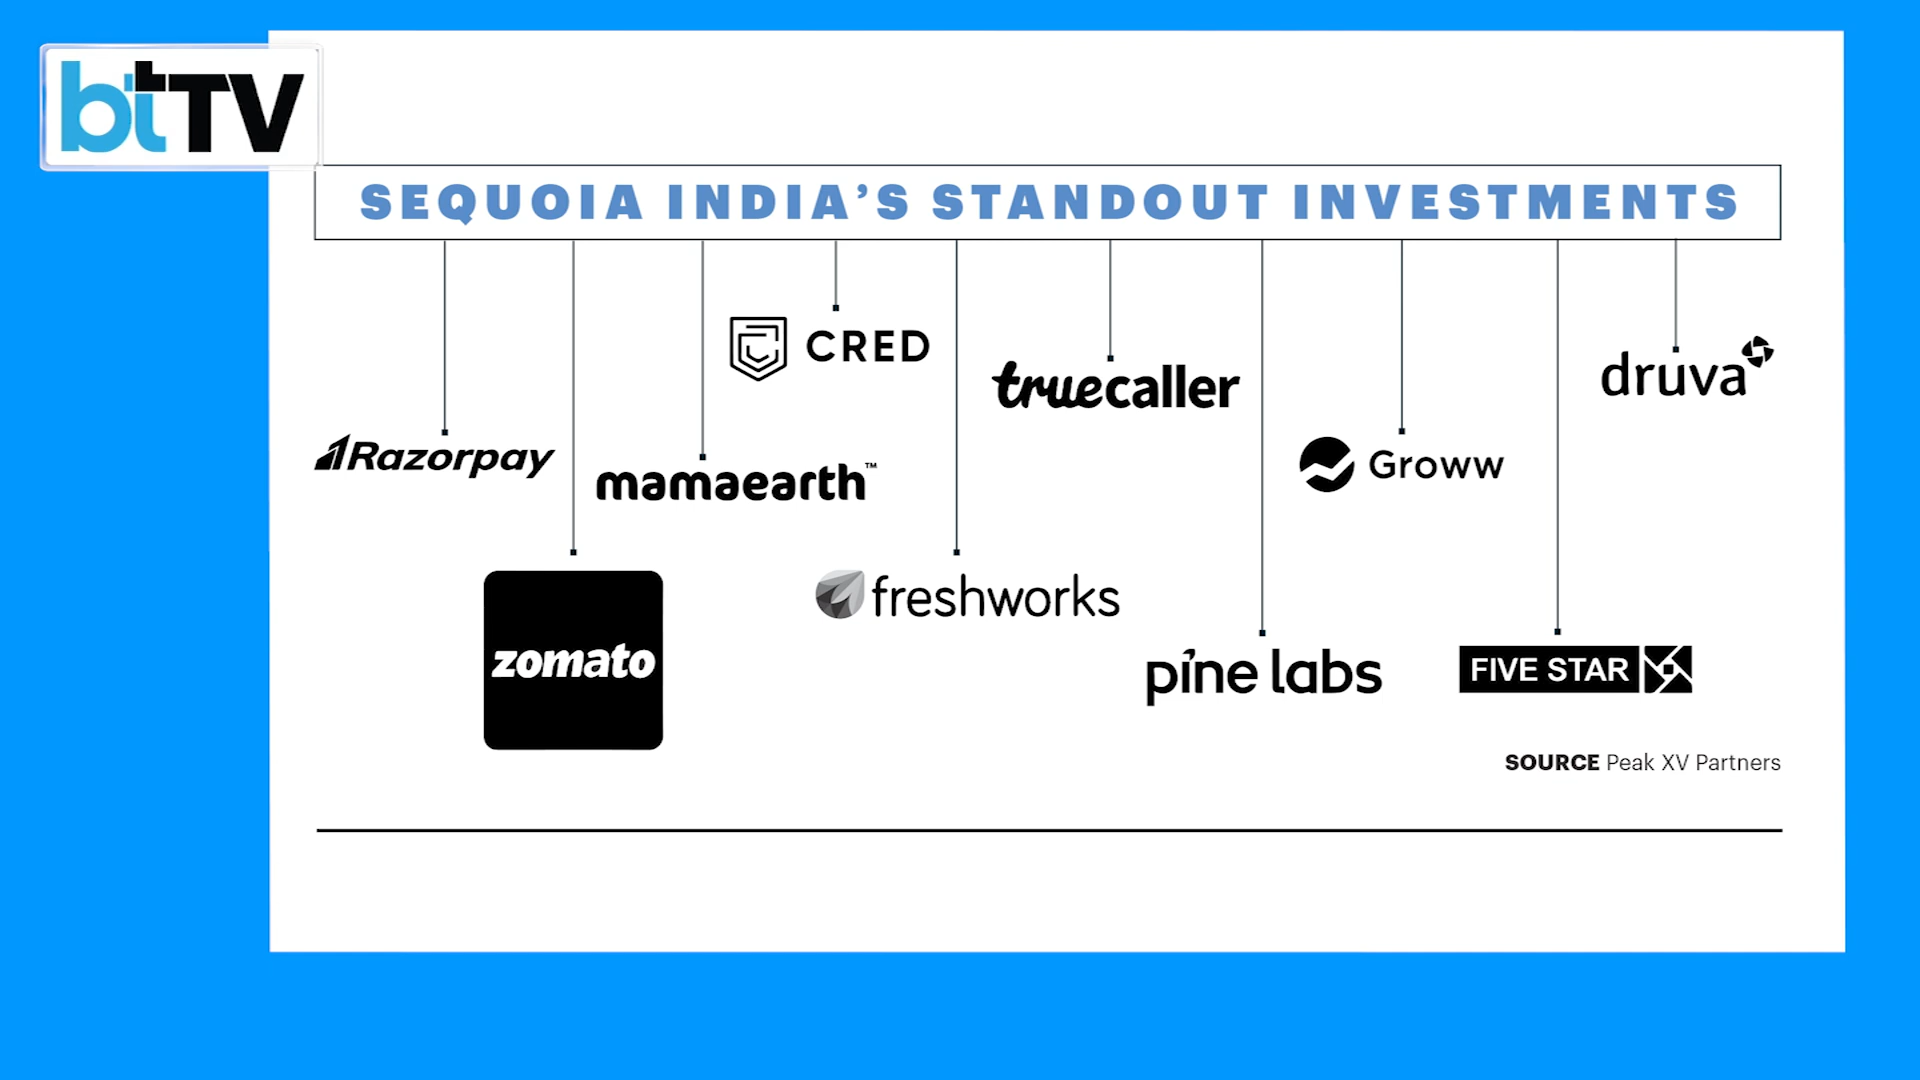 btTV
SEQUOIA INDIA’S STANDOUT INVESTMENTS
CRED
truecaller
druva
Razorpay
mamaearth™
Groww
zomato
freshworks
pine labs
FIVE STAR
SOURCE Peak XV Partners